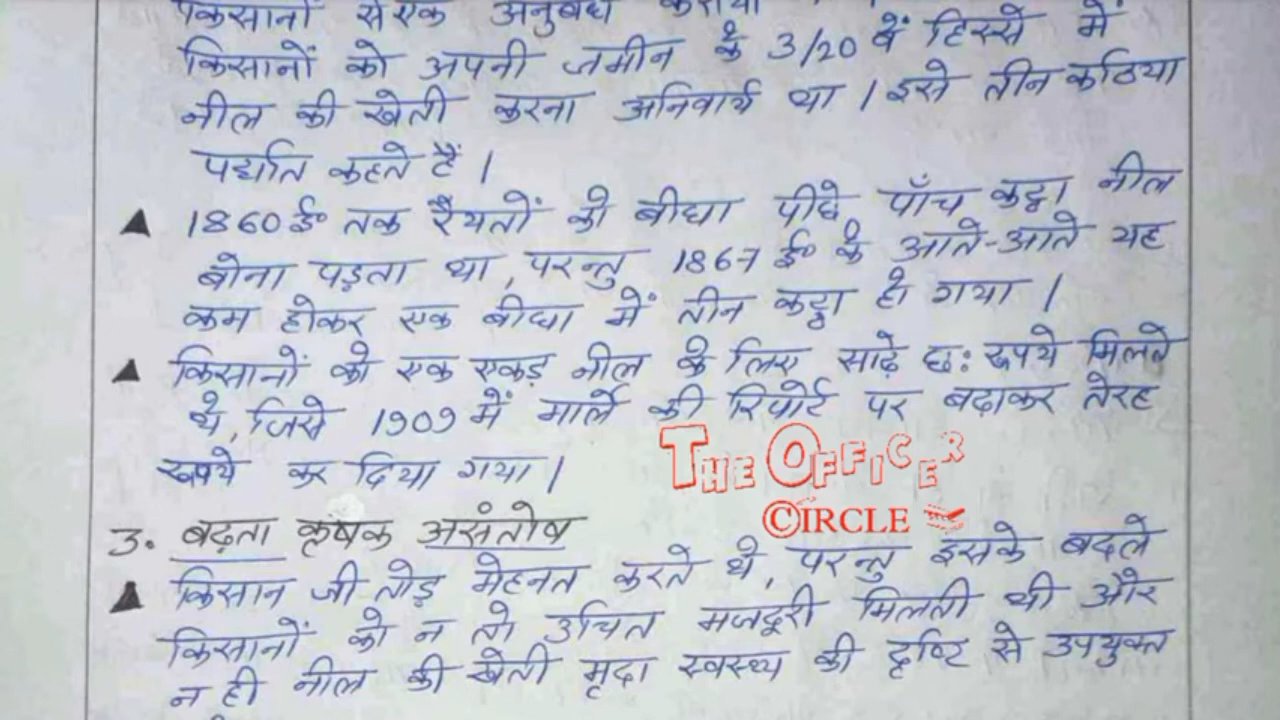 किसानों से एक अनुबंध कराया
किसानों को अपनी जमीन के 3/20 वें हिस्से में
नील की खेती करना अनिवार्य था । इसे तीन कठिया
पद्धति कहते हैं ।
▲ 1860 ई० तक रैयतों को बीघा पीछे पाँच कट्ठा नील
बोना पड़ता था, परन्तु 1867 ई० के आते-आते यह
कम होकर एक बीघा में तीन कट्ठा हो गया ।
▲ किसानों को एक एकड़ नील के लिए साढ़े छः रूपये मिलते
थे, जिसे 1909 में मार्ले की रिपोर्ट पर बढ़ाकर तेरह
रूपये कर दिया गया ।
THE OFFICER
CIRCLE
3. बढ़ता कृषक असंतोष
▲ किसान जी तोड़ मेहनत करते थे, परन्तु इसके बदले
किसानों को न तो उचित मजदूरी मिलती थी और
न ही नील की खेती मृदा स्वस्थ्य की दृष्टि से उपयुक्त